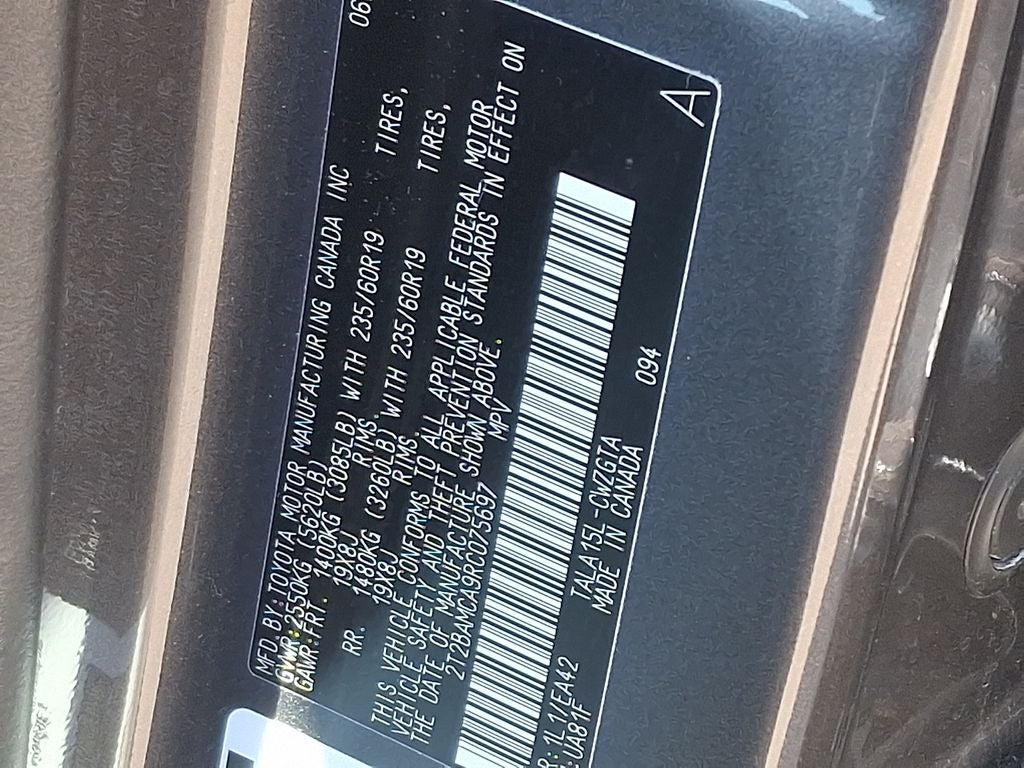 MFD. BY: TOYOTA MOTOR MANUFACTURING CANADA INC 06
GVWR: 2550KG (5620LB)
GAWR: FRT. 1400KG (3085LB) WITH 235/60R19 TIRES,
19X8J RIMS.
RR. 1480KG (3260LB) WITH 235/60R19 TIRES,
19X8J RIMS.
THIS VEHICLE CONFORMS TO ALL APPLICABLE FEDERAL MOTOR
VEHICLE SAFETY AND THEFT PREVENTION STANDARDS IN EFFECT ON
THE DATE OF MANUFACTURE SHOWN ABOVE.
2T2BAMCA9RC075697 MPV
R: 1L1/EA42 TALA15L-CWZGTA 094
:UA81F MADE IN CANADA
A